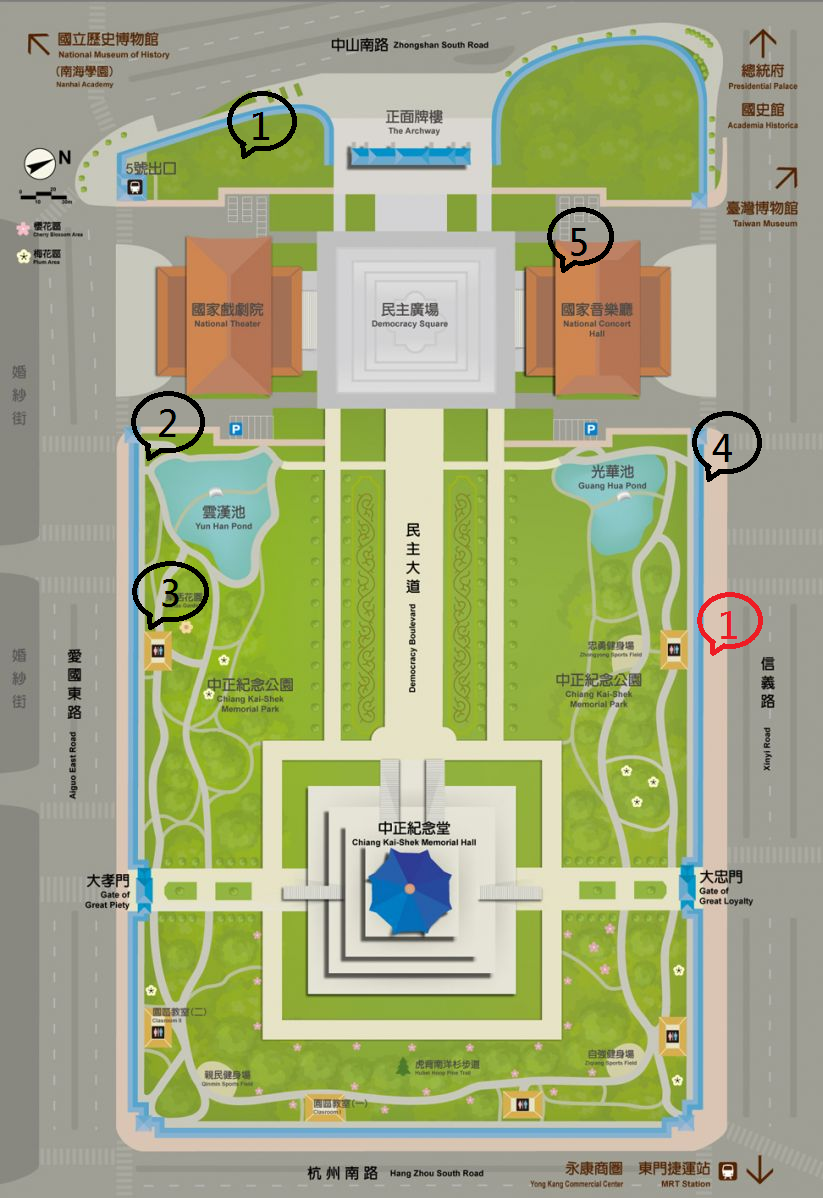 國立歷史博物館
National Museum of History
(南海學園)
Nanhai Academy
中山南路 Zhongshan South Road
總統府
Presidential Palace
國史館
Academia Historica
臺灣博物館
Taiwan Museum
1
正面牌樓
The Archway
N
5號出口
0 20
10 30m
櫻花區
Cherry Blossom Area
梅花區
Plum Area
5
國家戲劇院
National Theater
民主廣場
Democracy Square
國家音樂廳
National Concert
Hall
婚紗街
2
P
P
4
雲漢池
Yun Han Pond
光華池
Guang Hua Pond
民主大道
Democracy Boulevard
3
1
忠勇健身場
Zhongyong Sports Field
婚紗街
愛國東路
Aiguo East Road
中正紀念公園
Chiang Kai-Shek
Memorial Park
中正紀念公園
Chiang Kai-Shek
Memorial Park
信義路
Xinyi Road
中正紀念堂
Chiang Kai-Shek Memorial Hall
大孝門
Gate of
Great Piety
大忠門
Gate of
Great Loyalty
園區教室(二)
Clasroom II
親民健身場
Qinmin Sports Field
虎背南洋杉步道
自強健身場
Ziqiang Sports Field
園區教室(一)
Clasroom I
杭州南路 Hang Zhou South Road
永康商圈
Yong Kang Commercial Center
東門捷運站
MRT Station